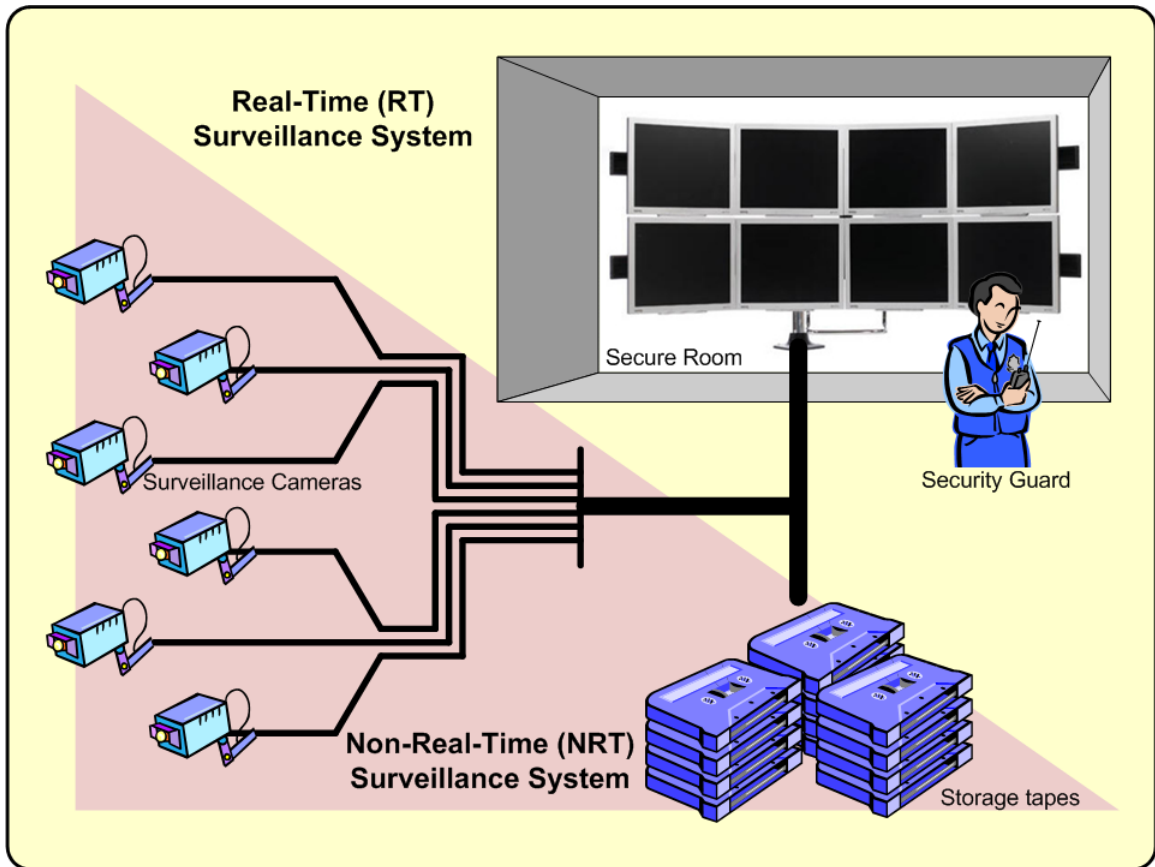 Real-Time (RT)
Surveillance System
Secure Room
Surveillance Cameras
Security Guard
Non-Real-Time (NRT)
Surveillance System
Storage tapes